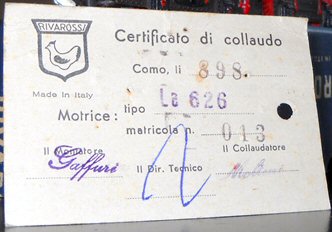 RIVAROSSI
Made in Italy
Certificato di collaudo
Como, li 898
Motrice: tipo La 626
matricola n. 013
Il Montatore Il Dir. Tecnico Il Collaudatore
Gaffuri